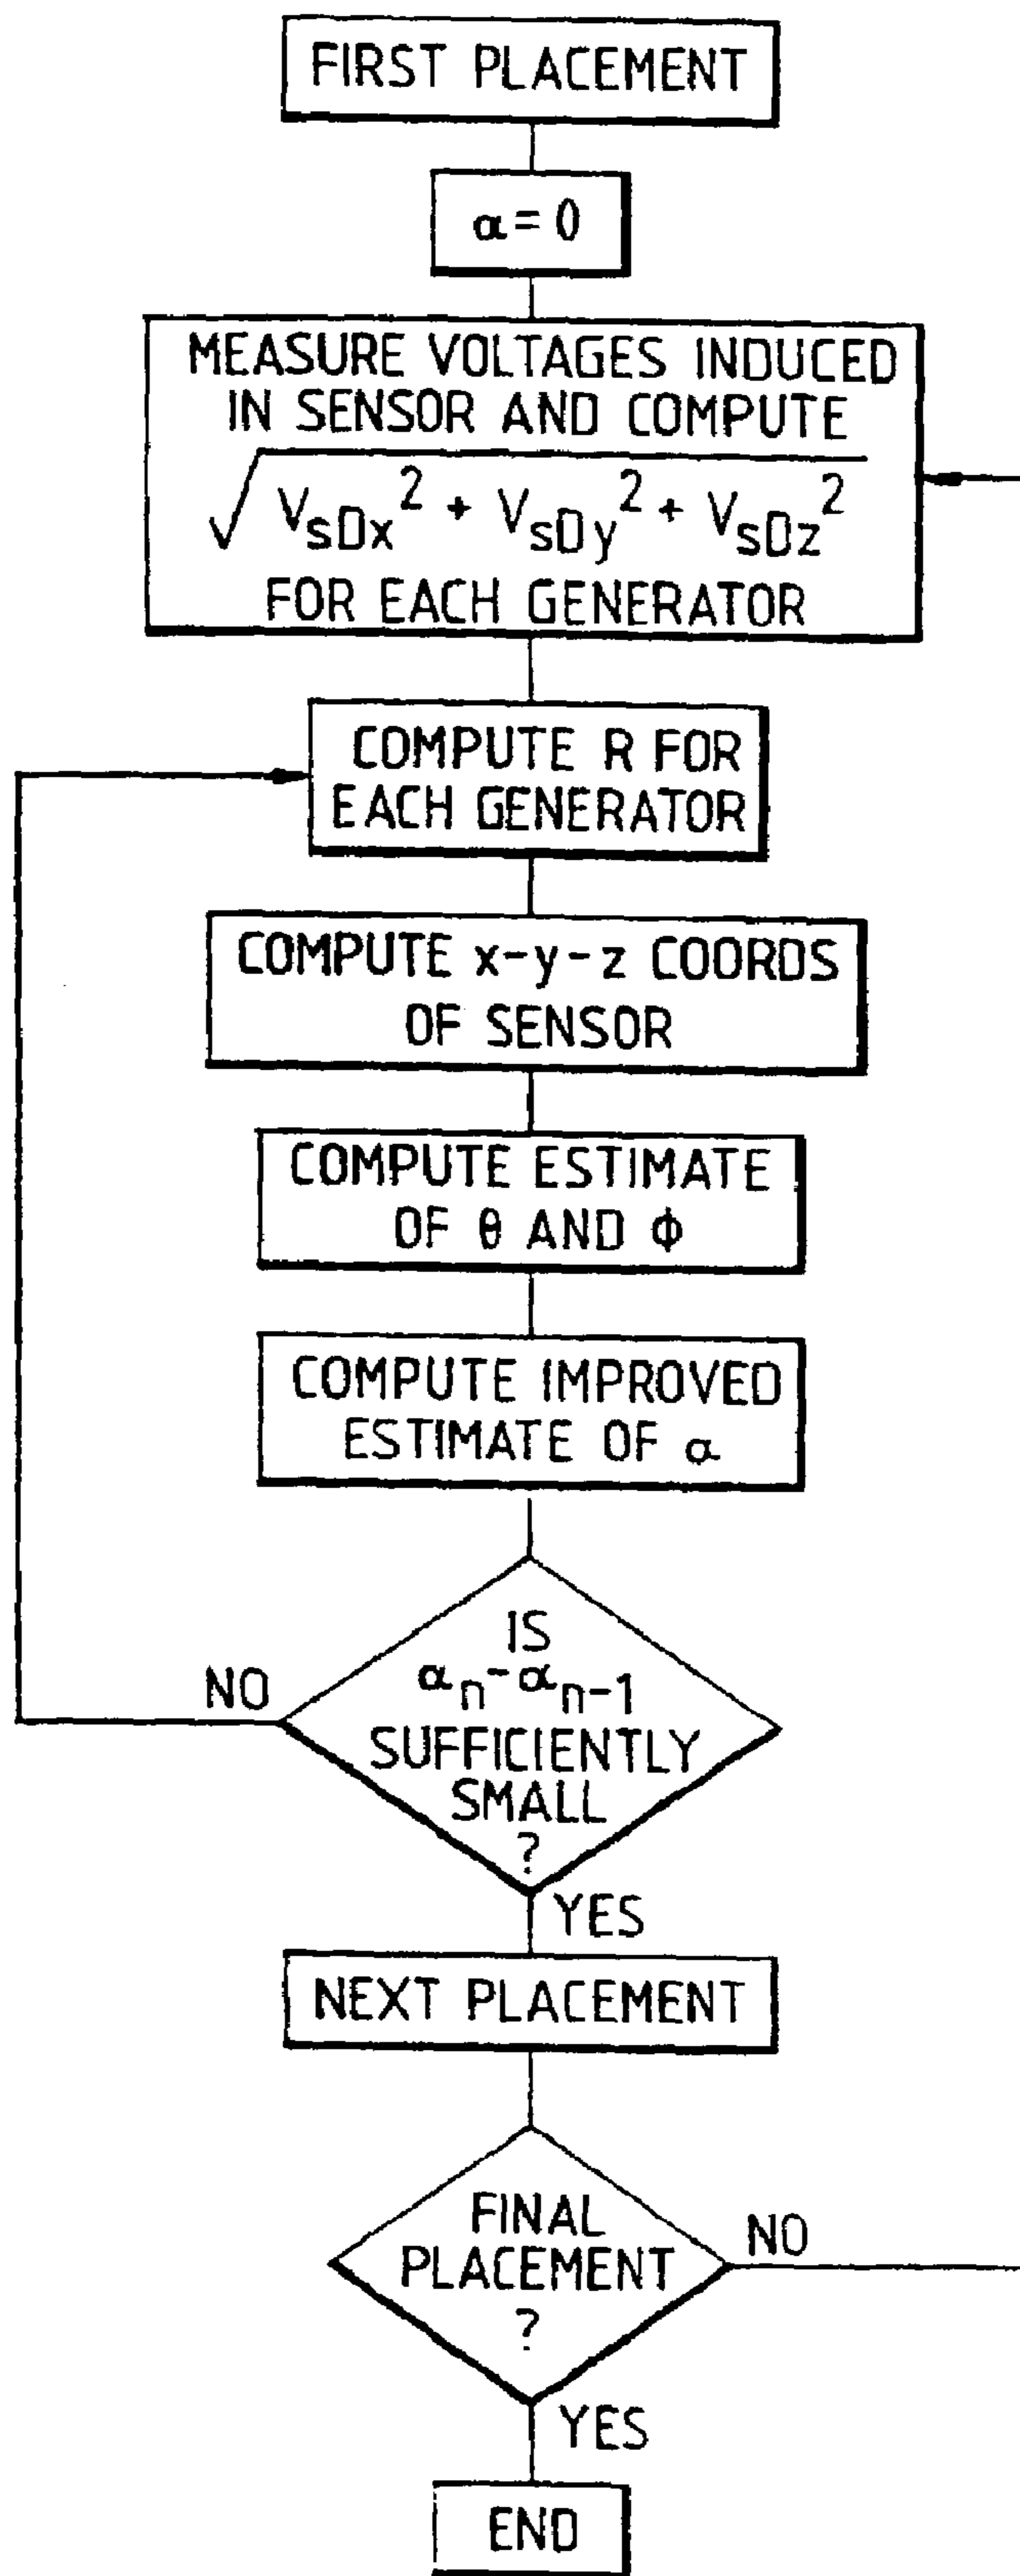 FIRST PLACEMENT
α = 0
MEASURE VOLTAGES INDUCED
IN SENSOR AND COMPUTE
√(VsDx² + VsDy² + VsDz²)
FOR EACH GENERATOR
COMPUTE R FOR
EACH GENERATOR
COMPUTE x-y-z COORDS
OF SENSOR
COMPUTE ESTIMATE
OF θ AND Φ
COMPUTE IMPROVED
ESTIMATE OF α
IS
αn-αn-1
SUFFICIENTLY
SMALL
?
NO
YES
NEXT PLACEMENT
FINAL
PLACEMENT
?
NO
YES
END